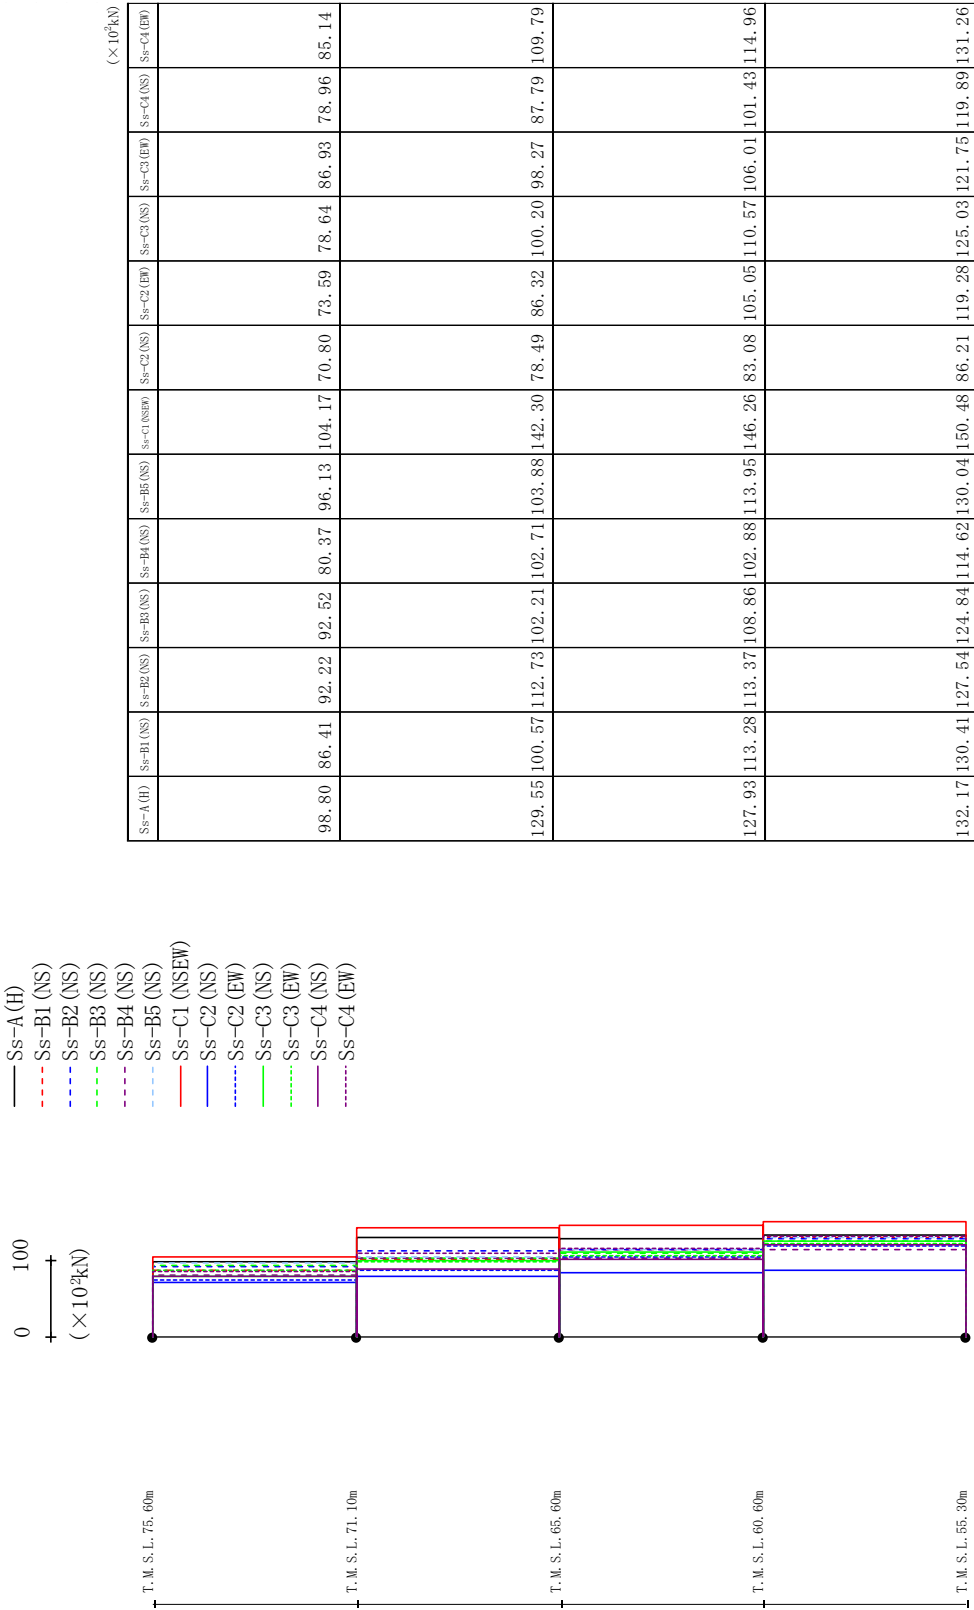 T.M.S.L.75.60m
T.M.S.L.71.10m
T.M.S.L.65.60m
T.M.S.L.60.60m
T.M.S.L.55.30m
0 100
(×10²kN)
Ss-A(H)
Ss-B1(NS)
Ss-B2(NS)
Ss-B3(NS)
Ss-B4(NS)
Ss-B5(NS)
Ss-C1(NSEW)
Ss-C2(NS)
Ss-C2(EW)
Ss-C3(NS)
Ss-C3(EW)
Ss-C4(NS)
Ss-C4(EW)
(×10²kN)
Ss-A(H) Ss-B1(NS) Ss-B2(NS) Ss-B3(NS) Ss-B4(NS) Ss-B5(NS) Ss-C1(NSEW) Ss-C2(NS) Ss-C2(EW) Ss-C3(NS) Ss-C3(EW) Ss-C4(NS) Ss-C4(EW)
98.80 86.41 92.22 92.52 80.37 96.13 104.17 70.80 73.59 78.64 86.93 78.96 85.14
129.55 100.57 112.73 102.21 102.71 103.88 142.30 78.49 86.32 100.20 98.27 87.79 109.79
127.93 113.28 113.37 108.86 102.88 113.95 146.26 83.08 105.05 110.57 106.01 101.43 114.96
132.17 130.41 127.54 124.84 114.62 130.04 150.48 86.21 119.28 125.03 121.75 119.89 131.26